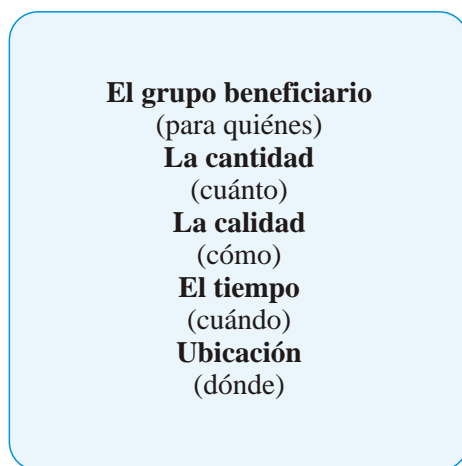 El grupo beneficiario
(para quiénes)
La cantidad
(cuánto)
La calidad
(cómo)
El tiempo
(cuándo)
Ubicación
(dónde)